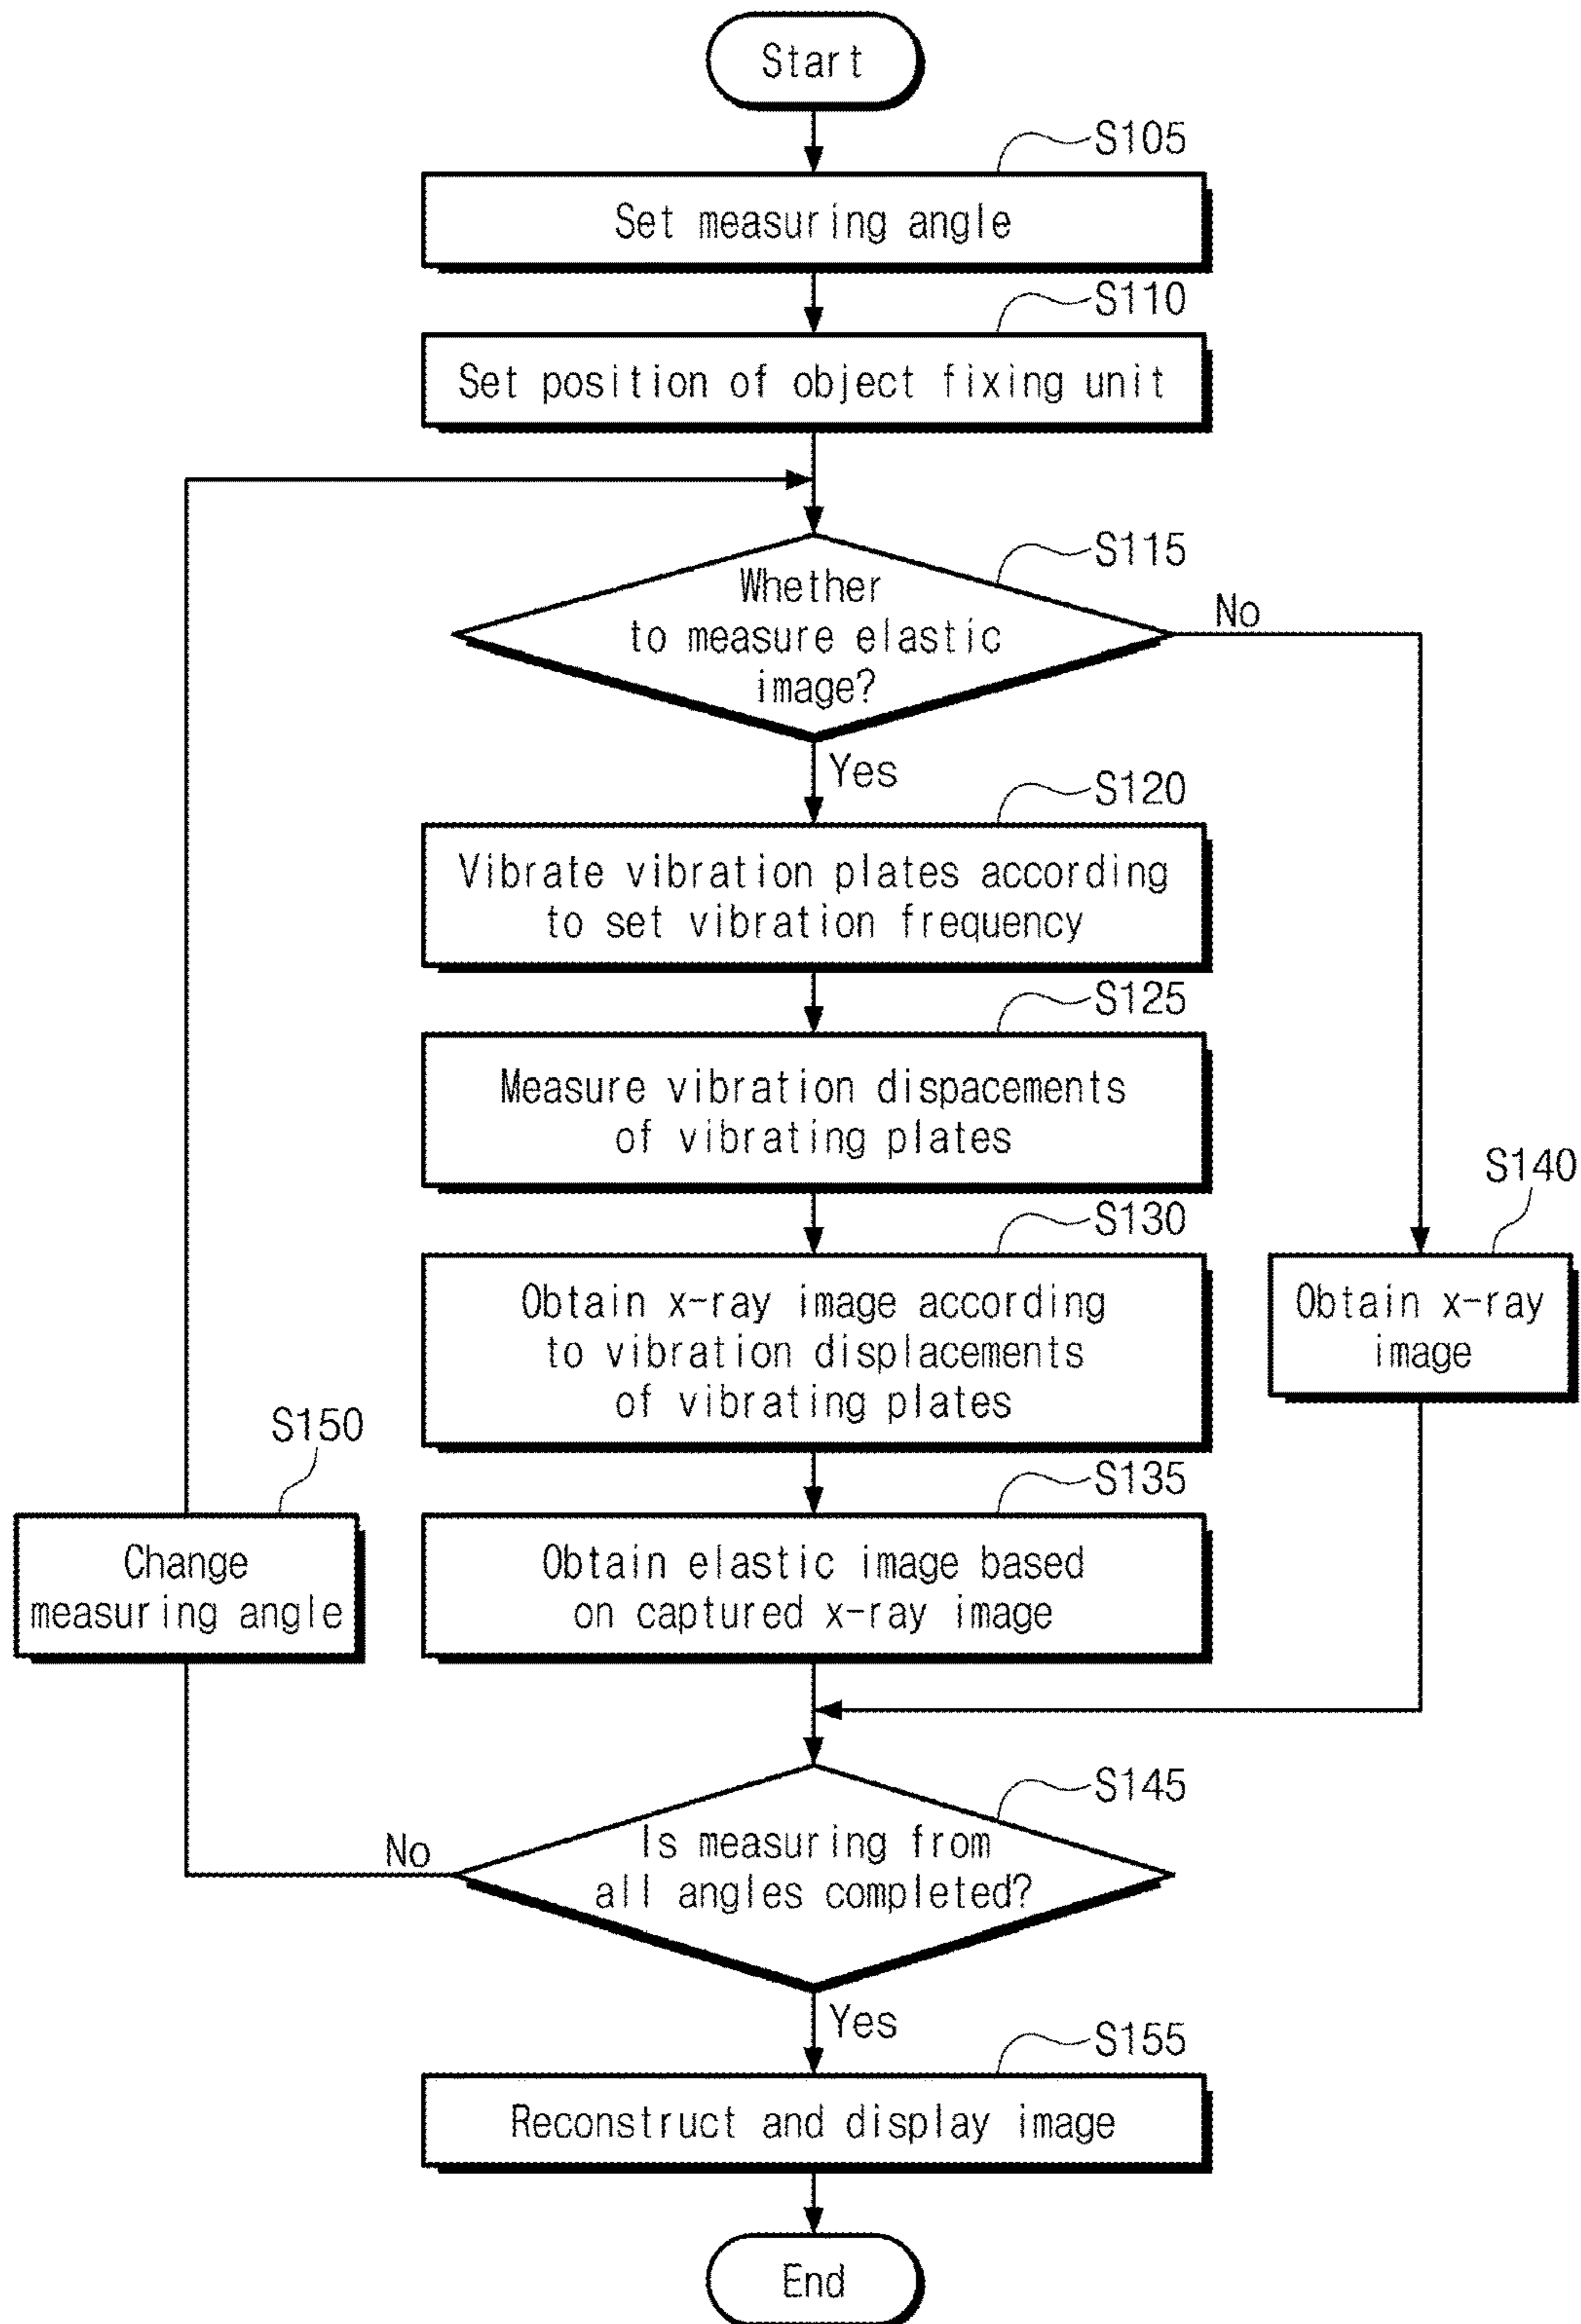 Start
S105
Set measuring angle
S110
Set position of object fixing unit
S115
Whether
to measure elastic
image?
No
Yes
S120
Vibrate vibration plates according
to set vibration frequency
S125
Measure vibration dispacements
of vibrating plates
S130
Obtain x-ray image according
to vibration displacements
of vibrating plates
S140
Obtain x-ray
image
S135
Obtain elastic image based
on captured x-ray image
S150
Change
measuring angle
S145
Is measuring from
all angles completed?
No
Yes
S155
Reconstruct and display image
End